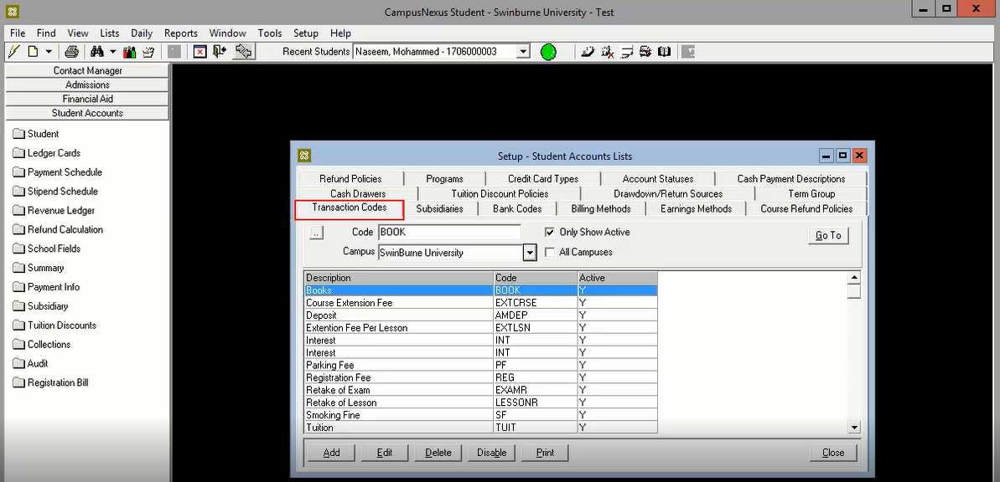 CampusNexus Student - Swinburne University - Test
File Find View Lists Daily Reports Window Tools Setup Help
Recent Students Naseem, Mohammed - 1706000003
Contact Manager
Admissions
Financial Aid
Student Accounts
Student
Ledger Cards
Payment Schedule
Stipend Schedule
Revenue Ledger
Refund Calculation
School Fields
Summary
Payment Info
Subsidiary
Tuition Discounts
Collections
Audit
Registration Bill
Setup - Student Accounts Lists
Refund Policies Programs Credit Card Types Account Statuses Cash Payment Descriptions
Cash Drawers Tuition Discount Policies Drawdown/Return Sources Term Group
Transaction Codes Subsidiaries Bank Codes Billing Methods Earnings Methods Course Refund Policies
.. Code BOOK Only Show Active Go To
Campus SwinBurne University All Campuses
Description Code Active
Books BOOK Y
Course Extension Fee EXTCRSE Y
Deposit AMDEP Y
Extention Fee Per Lesson EXTLSN Y
Interest INT Y
Interest INT Y
Parking Fee PF Y
Registration Fee REG Y
Retake of Exam EXAMR Y
Retake of Lesson LESSONR Y
Smoking Fine SF Y
Tuition TUIT Y
Add Edit Delete Disable Print Close